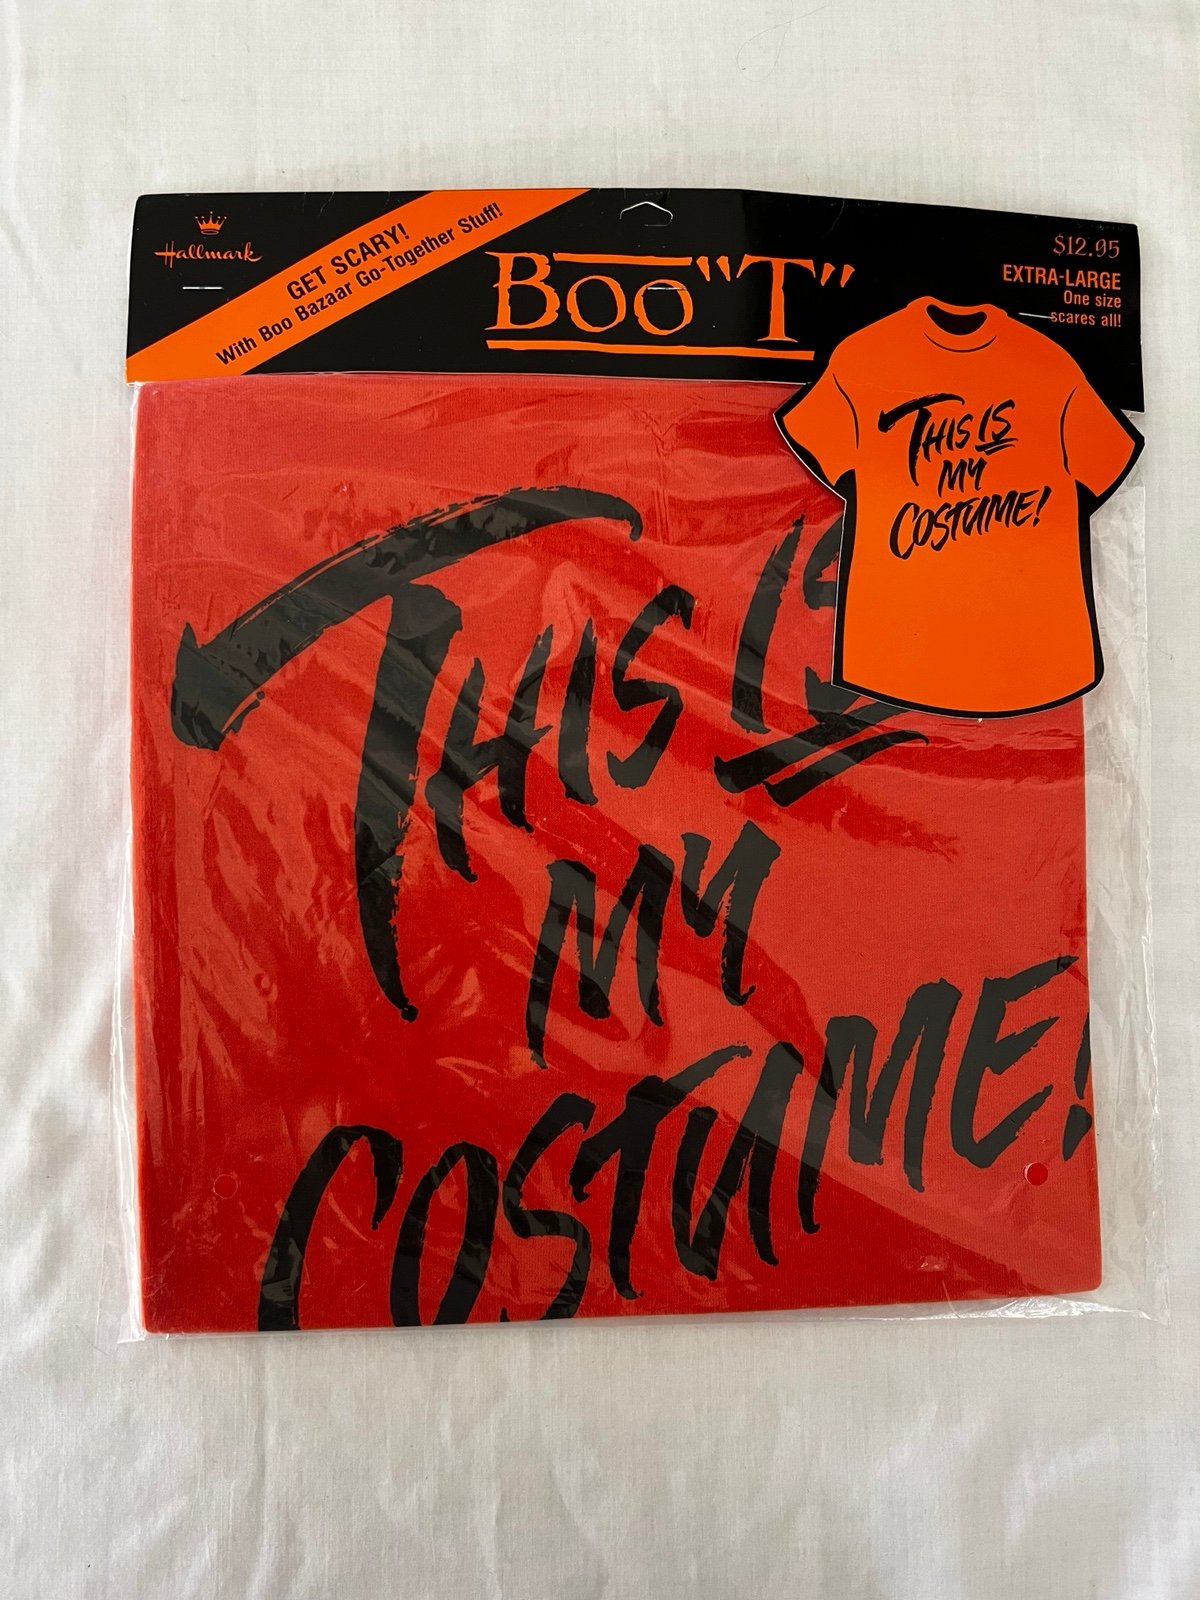 Hallmark
GET SCARY!
With Boo Bazaar Go-Together Stuff!
BOO "T"
$12.95
EXTRA-LARGE
One size
scares all!
THIS IS
MY
COSTUME!
THIS IS
MY
COSTUME!